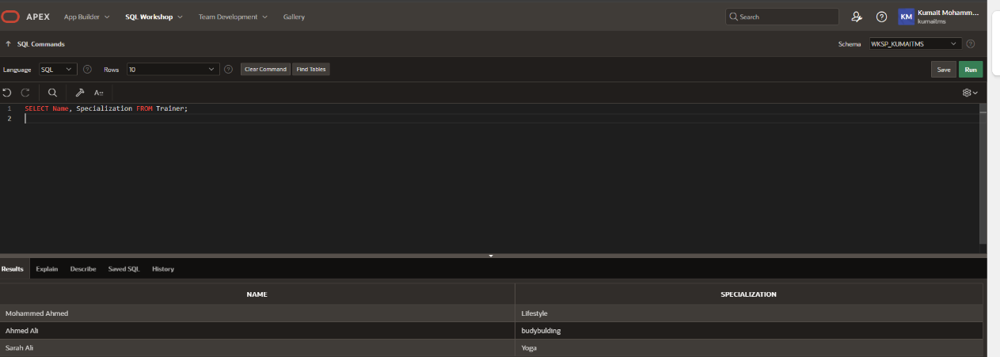 APEX App Builder SQL Workshop Team Development Gallery Search KM Kumait Mohamm...
kumaitms
SQL Commands Schema WKSP_KUMAITMS
Language SQL Rows 10 Clear Command Find Tables Save Run
A
1 SELECT Name, Specialization FROM Trainer;
2
Results Explain Describe Saved SQL History
NAME SPECIALIZATION
Mohammed Ahmed Lifestyle
Ahmed Ali budybulding
Sarah Ali Yoga